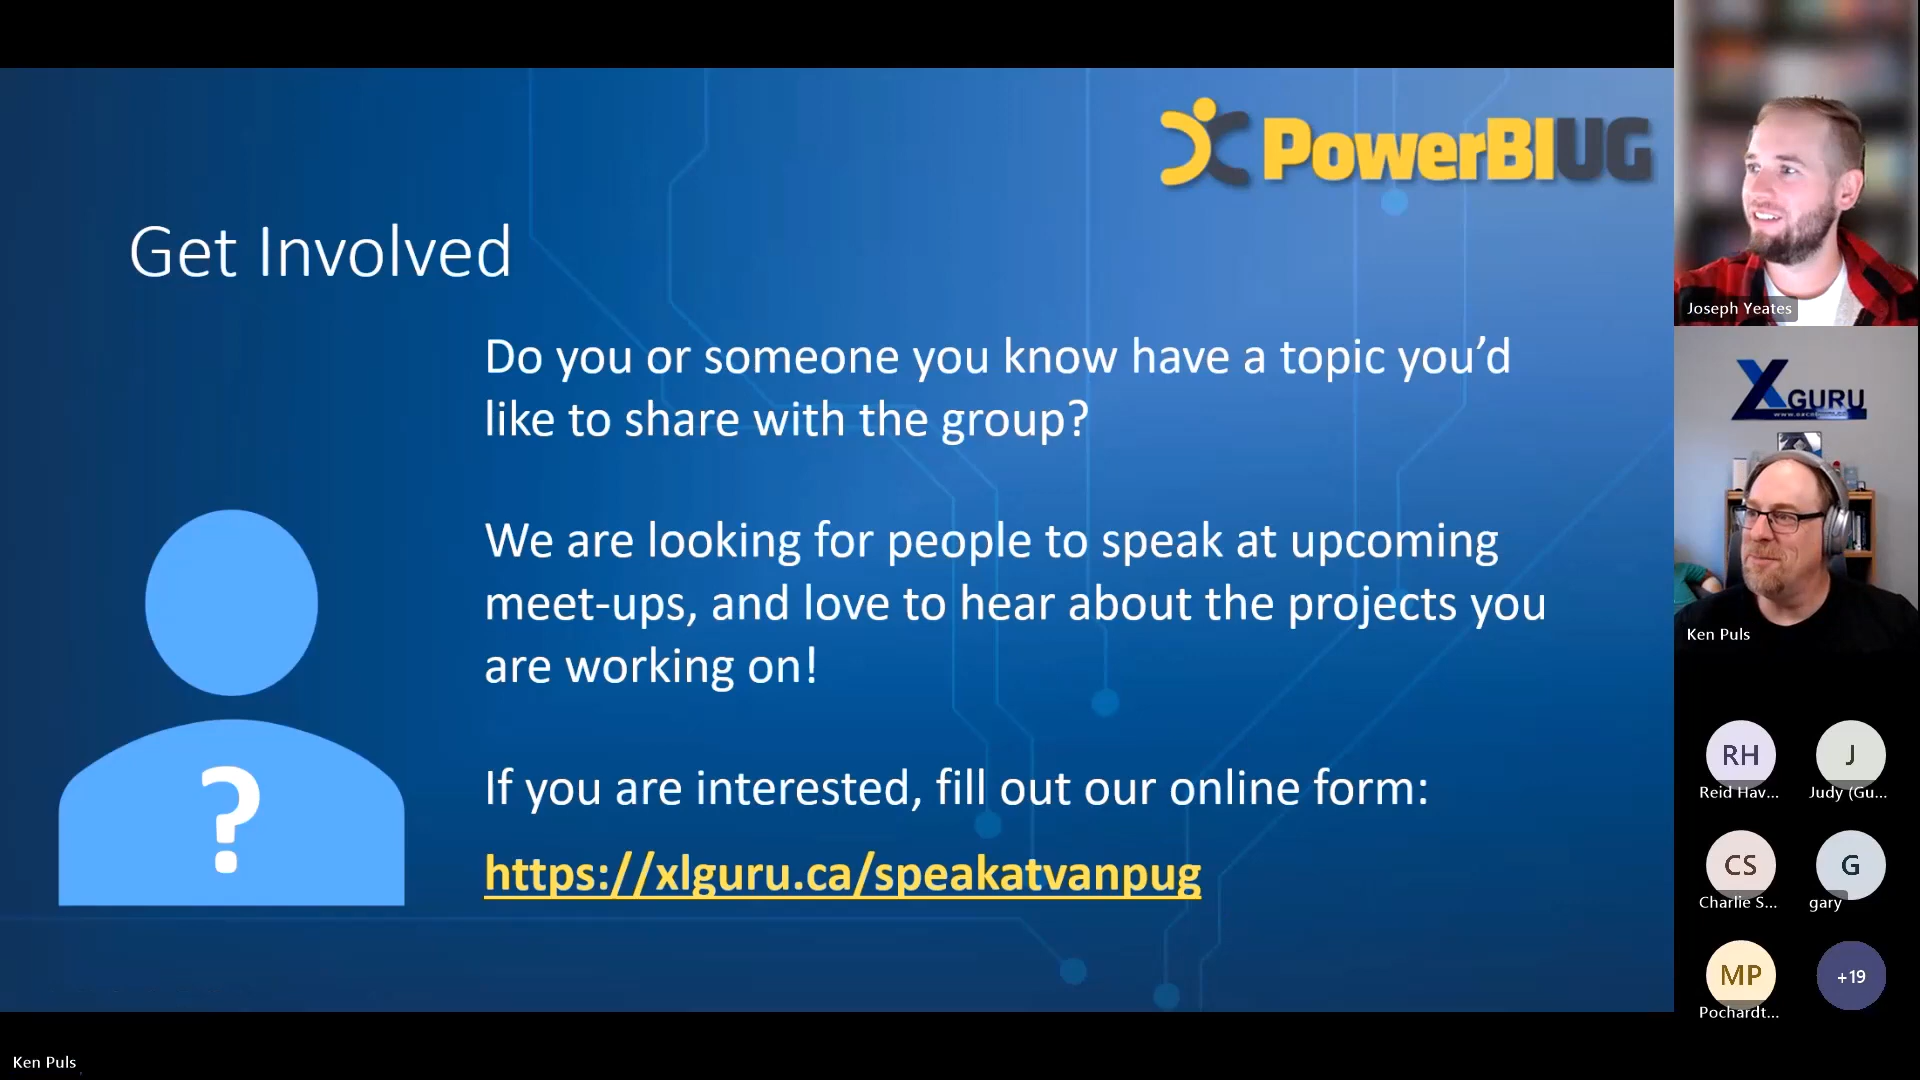 PowerBIUG
Get Involved
Do you or someone you know have a topic you’d
like to share with the group?
We are looking for people to speak at upcoming
meet-ups, and love to hear about the projects you
are working on!
If you are interested, fill out our online form:
https://xlguru.ca/speakatvanpug
?
Joseph Yeates
X GURU
Ken Puls
RH
Reid Hav...
J
Judy (Gu...
CS
Charlie S...
G
gary
MP
Pochardt...
+19
Ken Puls